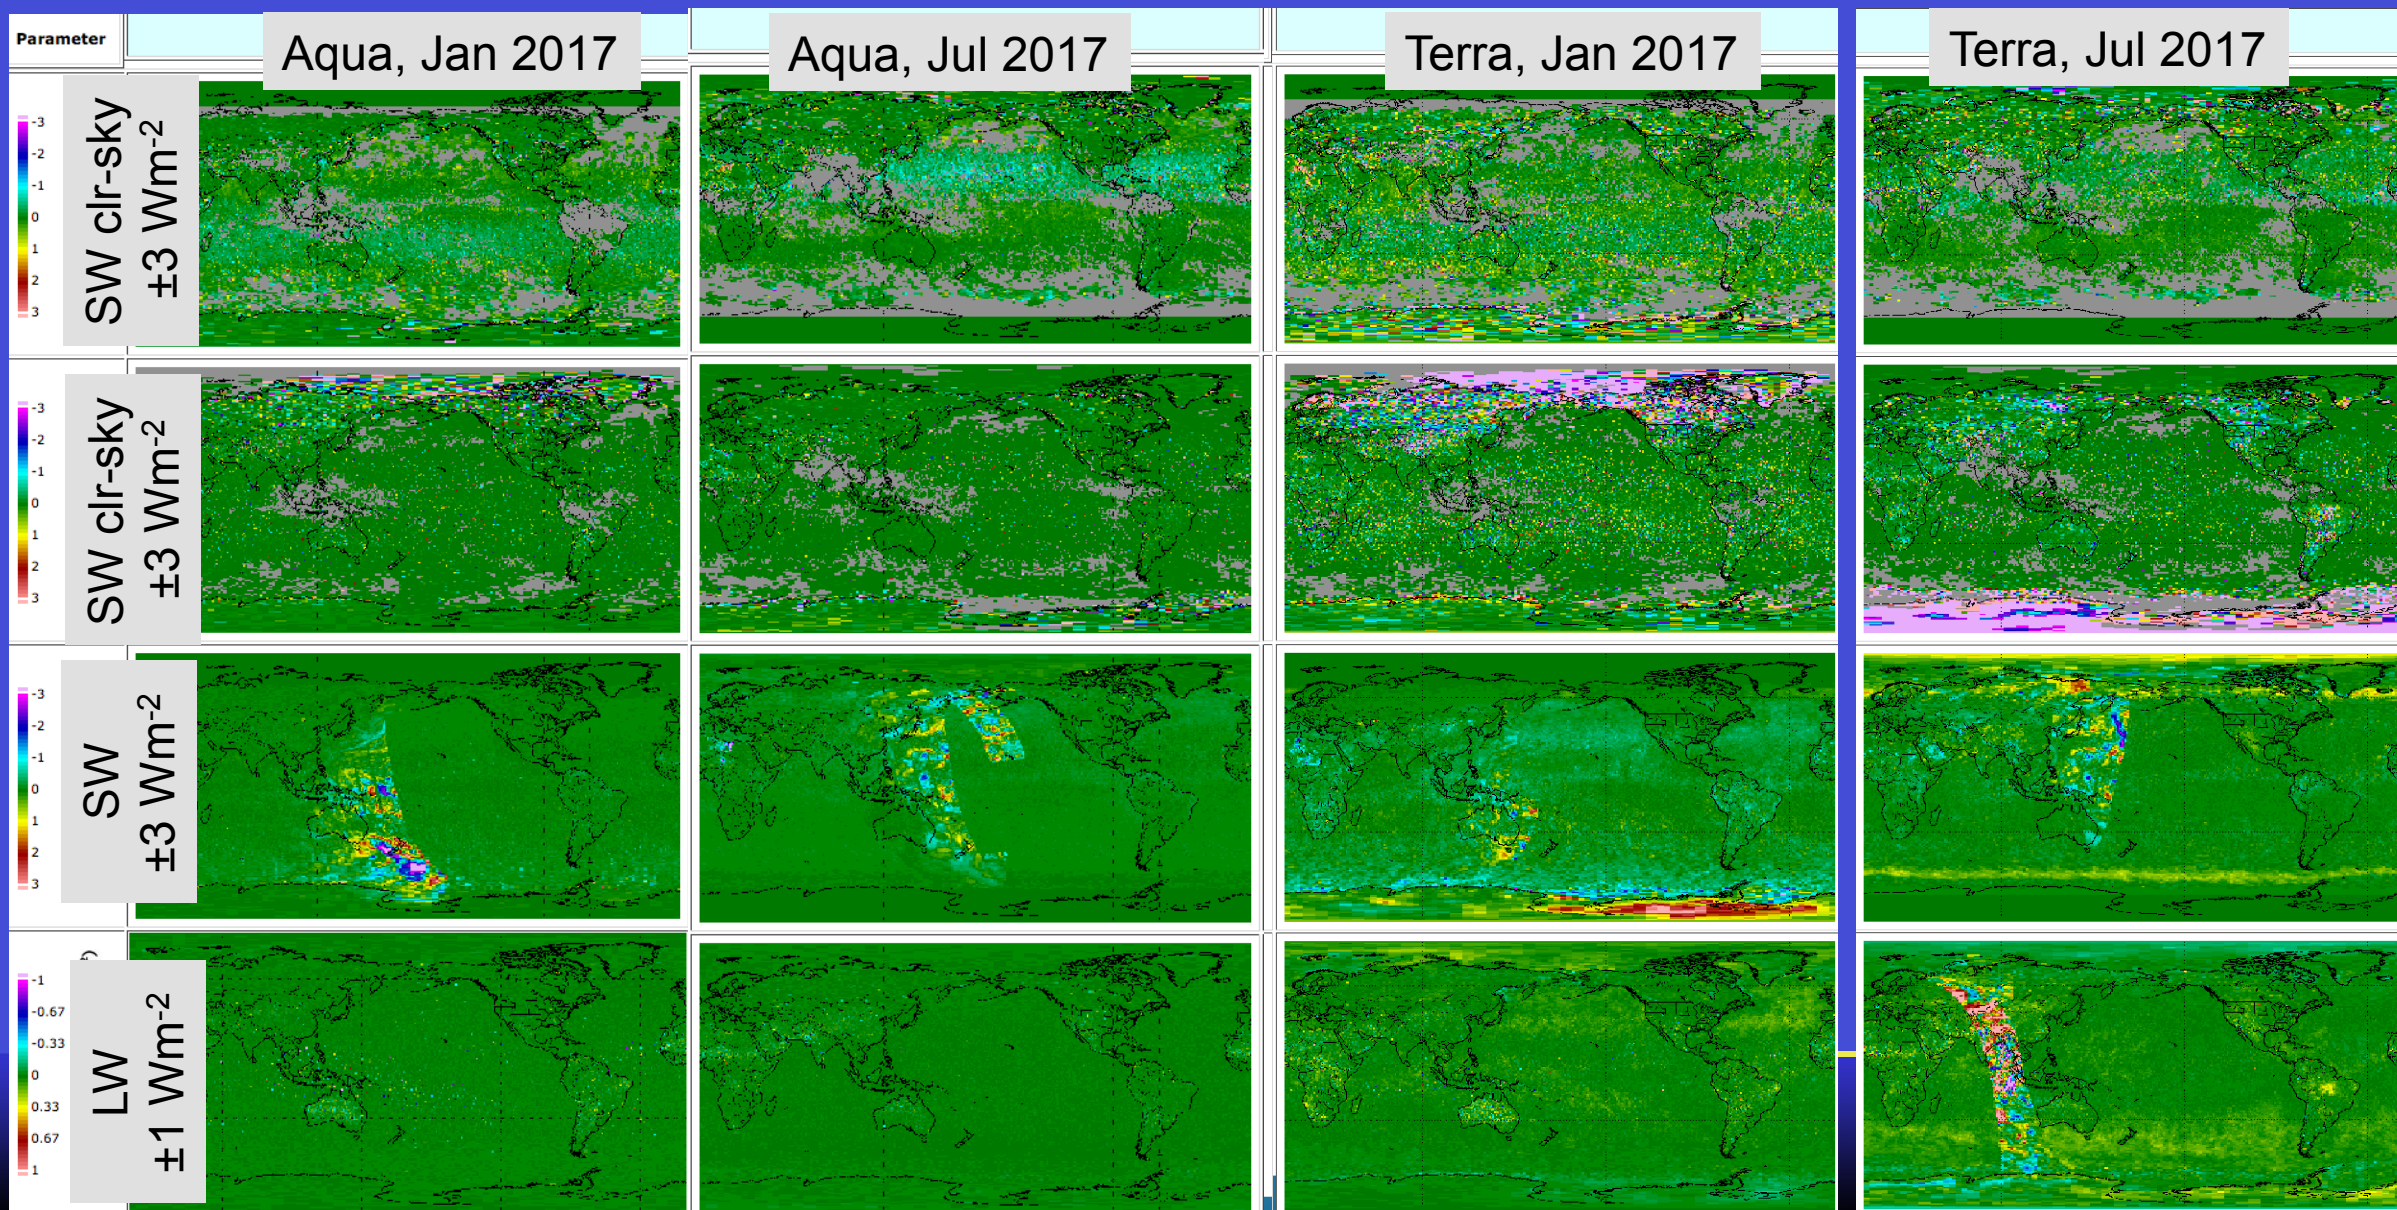 Parameter
Aqua, Jan 2017
Aqua, Jul 2017
Terra, Jan 2017
Terra, Jul 2017
SW clr-sky
±3 Wm-2
-3
-2
-1
0
1
2
3
SW clr-sky
±3 Wm-2
-3
-2
-1
0
1
2
3
SW
±3 Wm-2
-3
-2
-1
0
1
2
3
LW
±1 Wm-2
-1
-0.67
-0.33
0
0.33
0.67
1